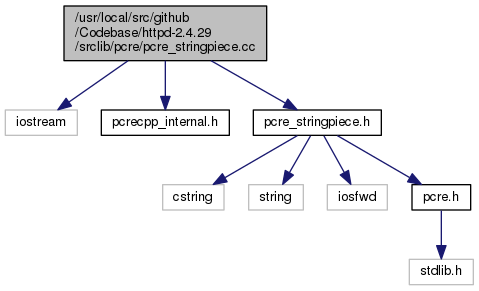 /usr/local/src/github
/Codebase/httpd-2.4.29
/srclib/pcre/pcre_stringpiece.cc
iostream
pcrecpp_internal.h
pcre_stringpiece.h
cstring
string
iosfwd
pcre.h
stdlib.h